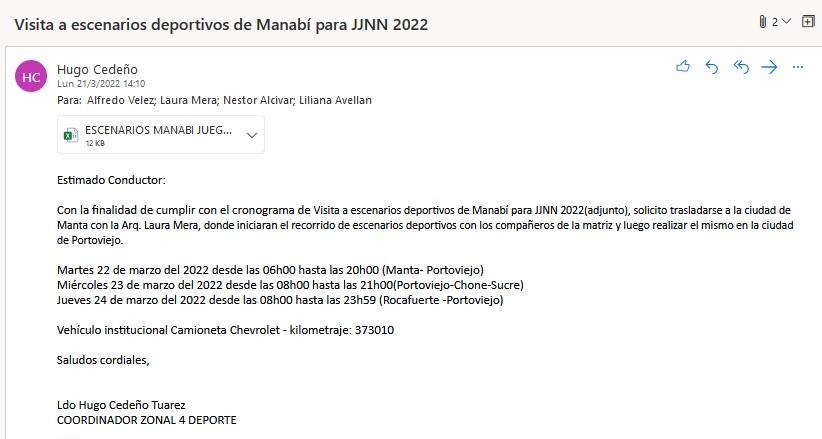 Visita a escenarios deportivos de Manabí para JJNN 2022
2
HC
Hugo Cedeño
Lun 21/3/2022 14:10
Para: Alfredo Velez; Laura Mera; Nestor Alcivar; Liliana Avellan
ESCENARIOS MANABI JUEG...
12 KB
Estimado Conductor:
Con la finalidad de cumplir con el cronograma de Visita a escenarios deportivos de Manabí para JJNN 2022(adjunto), solicito trasladarse a la ciudad de
Manta con la Arq. Laura Mera, donde iniciaran el recorrido de escenarios deportivos con los compañeros de la matriz y luego realizar el mismo en la ciudad
de Portoviejo.
Martes 22 de marzo del 2022 desde las 06h00 hasta las 20h00 (Manta- Portoviejo)
Miércoles 23 de marzo del 2022 desde las 08h00 hasta las 21h00(Portoviejo-Chone-Sucre)
Jueves 24 de marzo del 2022 desde las 08h00 hasta las 23h59 (Rocafuerte -Portoviejo)
Vehículo institucional Camioneta Chevrolet - kilometraje: 373010
Saludos cordiales,
Ldo Hugo Cedeño Tuarez
COORDINADOR ZONAL 4 DEPORTE